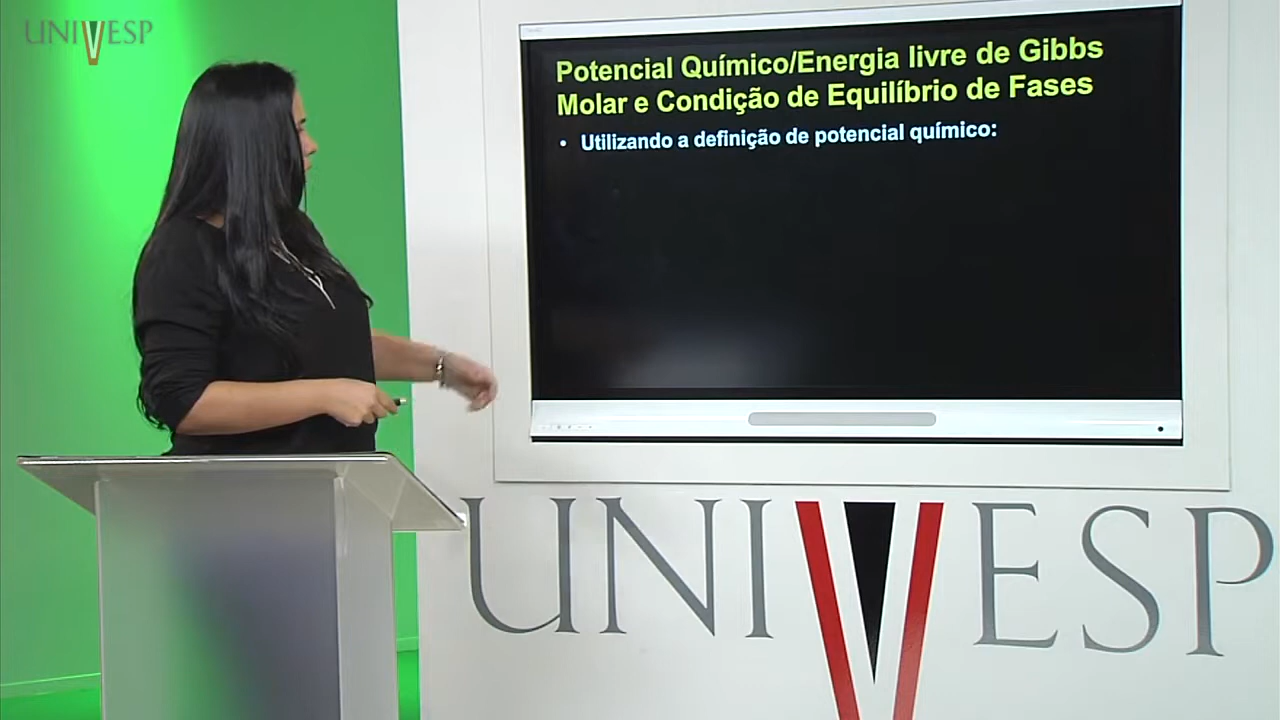 UNIVESP
Potencial Químico/Energia livre de Gibbs
Molar e Condição de Equilíbrio de Fases
• Utilizando a definição de potencial químico:
UNIVESP